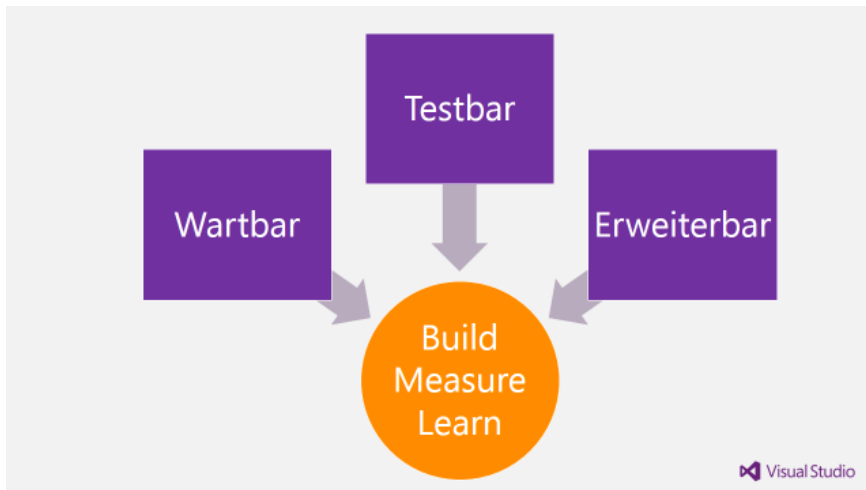 Testbar
Wartbar
Erweiterbar
Build
Measure
Learn
Visual Studio